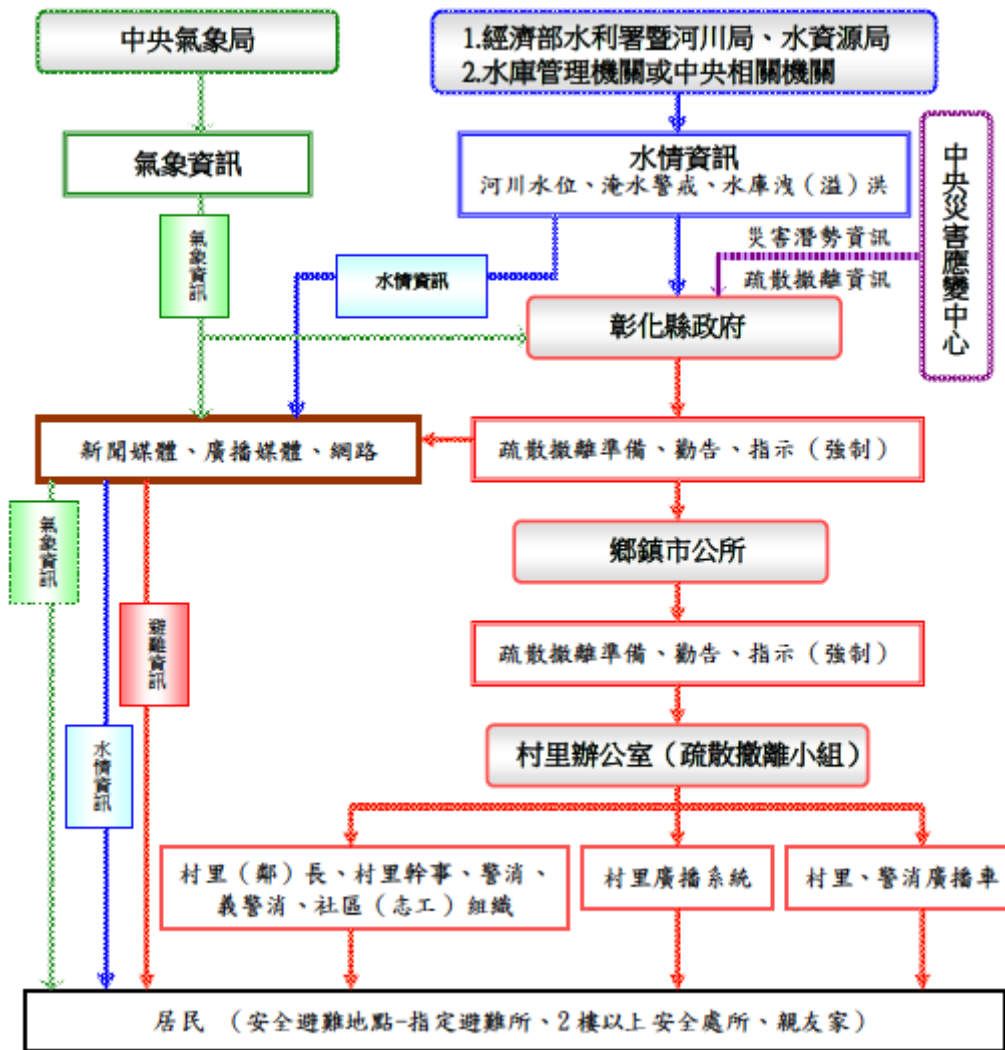 中央氣象局
1.經濟部水利署暨河川局、水資源局
2.水庫管理機關或中央相關機關
氣象資訊
水情資訊
河川水位、淹水警戒、水庫洩（溢）洪
中央災害應變中心
氣象資訊
水情資訊
災害潛勢資訊
疏散撤離資訊
彰化縣政府
新聞媒體、廣播媒體、網路
疏散撤離準備、勸告、指示（強制）
氣象資訊
鄉鎮市公所
避難資訊
疏散撤離準備、勸告、指示（強制）
水情資訊
村里辦公室（疏散撤離小組）
村里（鄰）長、村里幹事、警消、
義警消、社區（志工）組織
村里廣播系統
村里、警消廣播車
居民 （安全避難地點-指定避難所、2樓以上安全處所、親友家）